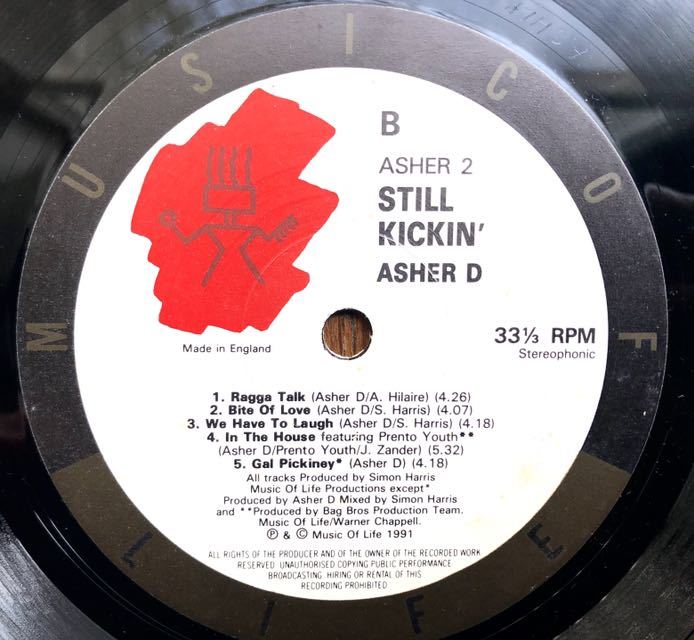 MUSIC OF LIFE
B
ASHER 2
STILL
KICKIN'
ASHER D
Made in England
33⅓ RPM
Stereophonic
1. Ragga Talk (Asher D/A. Hilaire) (4.26)
2. Bite Of Love (Asher D/S. Harris) (4.07)
3. We Have To Laugh (Asher D/S. Harris) (4.18)
4. In The House featuring Prento Youth**
(Asher D/Prento Youth/J. Zander) (5.32)
5. Gal Pickiney* (Asher D) (4.18)
All tracks Produced by Simon Harris
Music Of Life Productions except*
Produced by Asher D Mixed by Simon Harris
and **Produced by Bag Bros Production Team.
Music Of Life/Warner Chappell.
℗ & © Music Of Life 1991
ALL RIGHTS OF THE PRODUCER AND OF THE OWNER OF THE RECORDED WORK
RESERVED UNAUTHORISED COPYING PUBLIC PERFORMANCE
BROADCASTING HIRING OR RENTAL OF THIS
RECORDING PROHIBITED